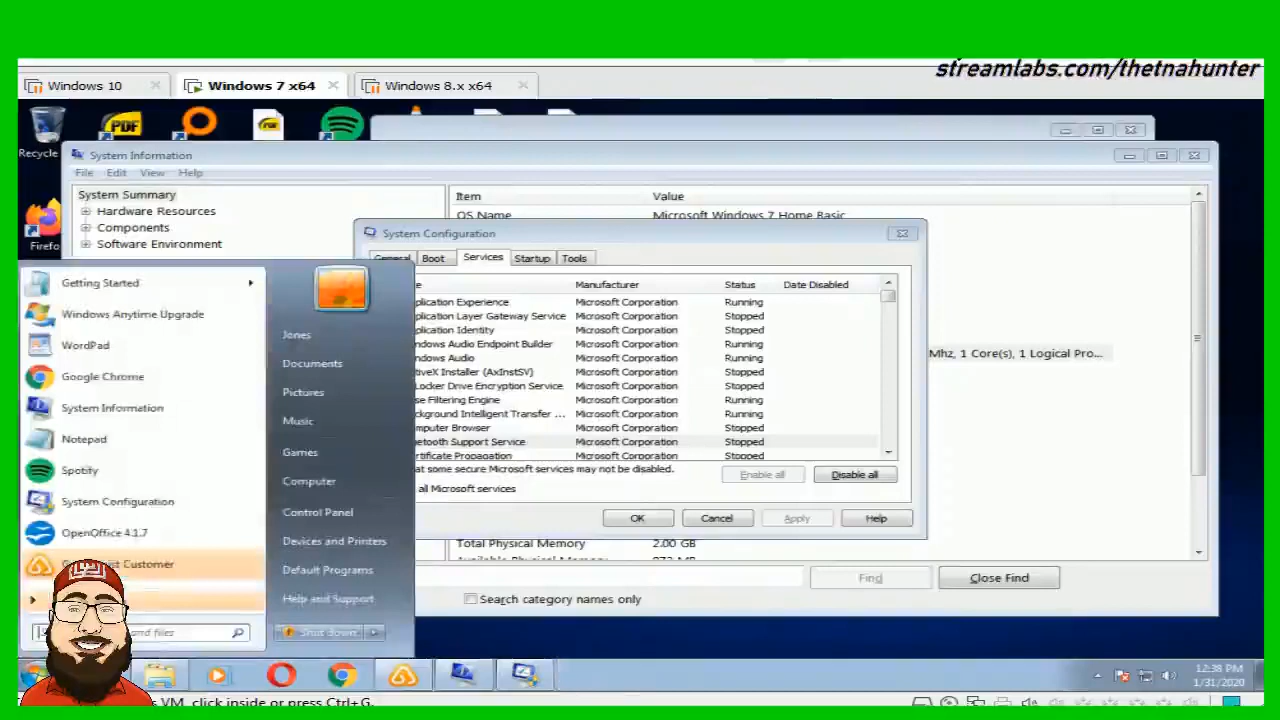 streamlabs.com/thetnahunter
Windows 10
Windows 7 x64
Windows 8.x x64
PDF
Recycle
Firefo
System Information
File Edit View Help
System Summary
Hardware Resources
Components
Software Environment
Item Value
OS Name Microsoft Windows 7 Home Basic
Mhz, 1 Core(s), 1 Logical Pro...
Total Physical Memory 2.00 GB
Find
Close Find
Search category names only
System Configuration
General Boot Services Startup Tools
Manufacturer Status Date Disabled
plication Experience Microsoft Corporation Running
plication Layer Gateway Service Microsoft Corporation Stopped
plication Identity Microsoft Corporation Stopped
ndows Audio Endpoint Builder Microsoft Corporation Running
ndows Audio Microsoft Corporation Running
tiveX Installer (AxInstSV) Microsoft Corporation Stopped
Locker Drive Encryption Service Microsoft Corporation Stopped
se Filtering Engine Microsoft Corporation Running
ckground Intelligent Transfer ... Microsoft Corporation Running
mputer Browser Microsoft Corporation Stopped
etooth Support Service Microsoft Corporation Stopped
rtificate Propagation Microsoft Corporation Stopped
at some secure Microsoft services may not be disabled.
Enable all
Disable all
all Microsoft services
OK Cancel Apply Help
Getting Started
Windows Anytime Upgrade
WordPad
Google Chrome
System Information
Notepad
Spotify
System Configuration
OpenOffice 4.1.7
Customer
and files
Jones
Documents
Pictures
Music
Games
Computer
Control Panel
Devices and Printers
Default Programs
Help and Support
Shut down
12:38 PM
1/31/2020
VM, click inside or press Ctrl+G.